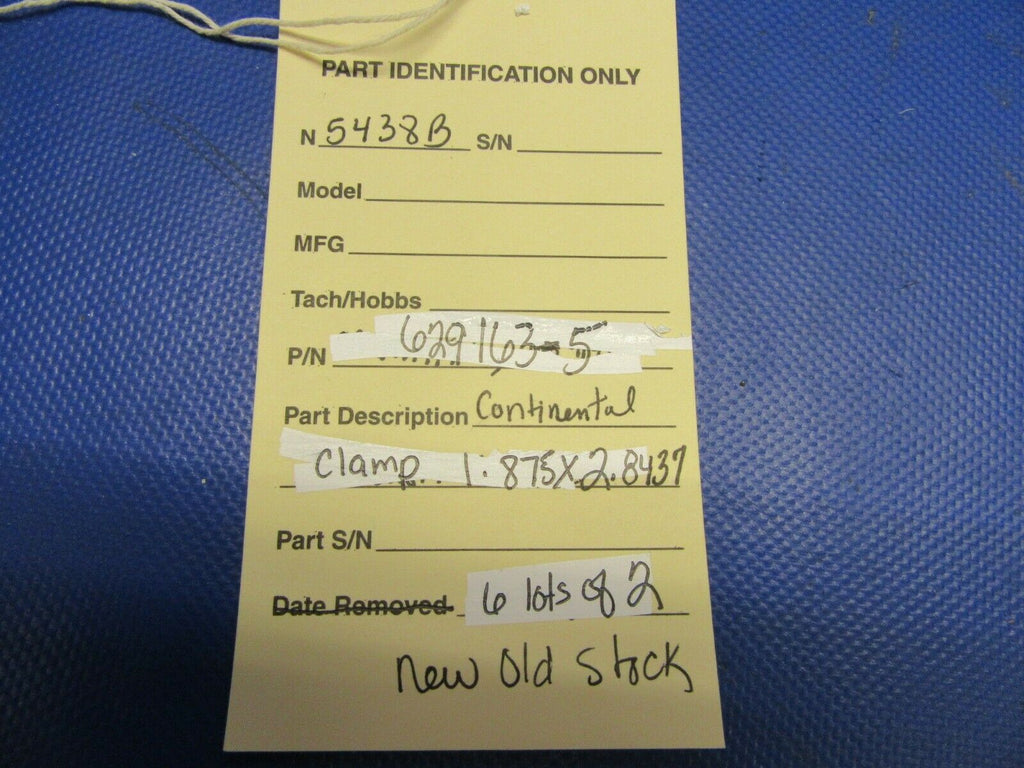 PART IDENTIFICATION ONLY
N 5438B S/N
Model
MFG
Tach/Hobbs
P/N 629163-5
Part Description Continental
Clamp 1.875X2.8437
Part S/N
Date Removed 6 lots of 2
New Old Stock